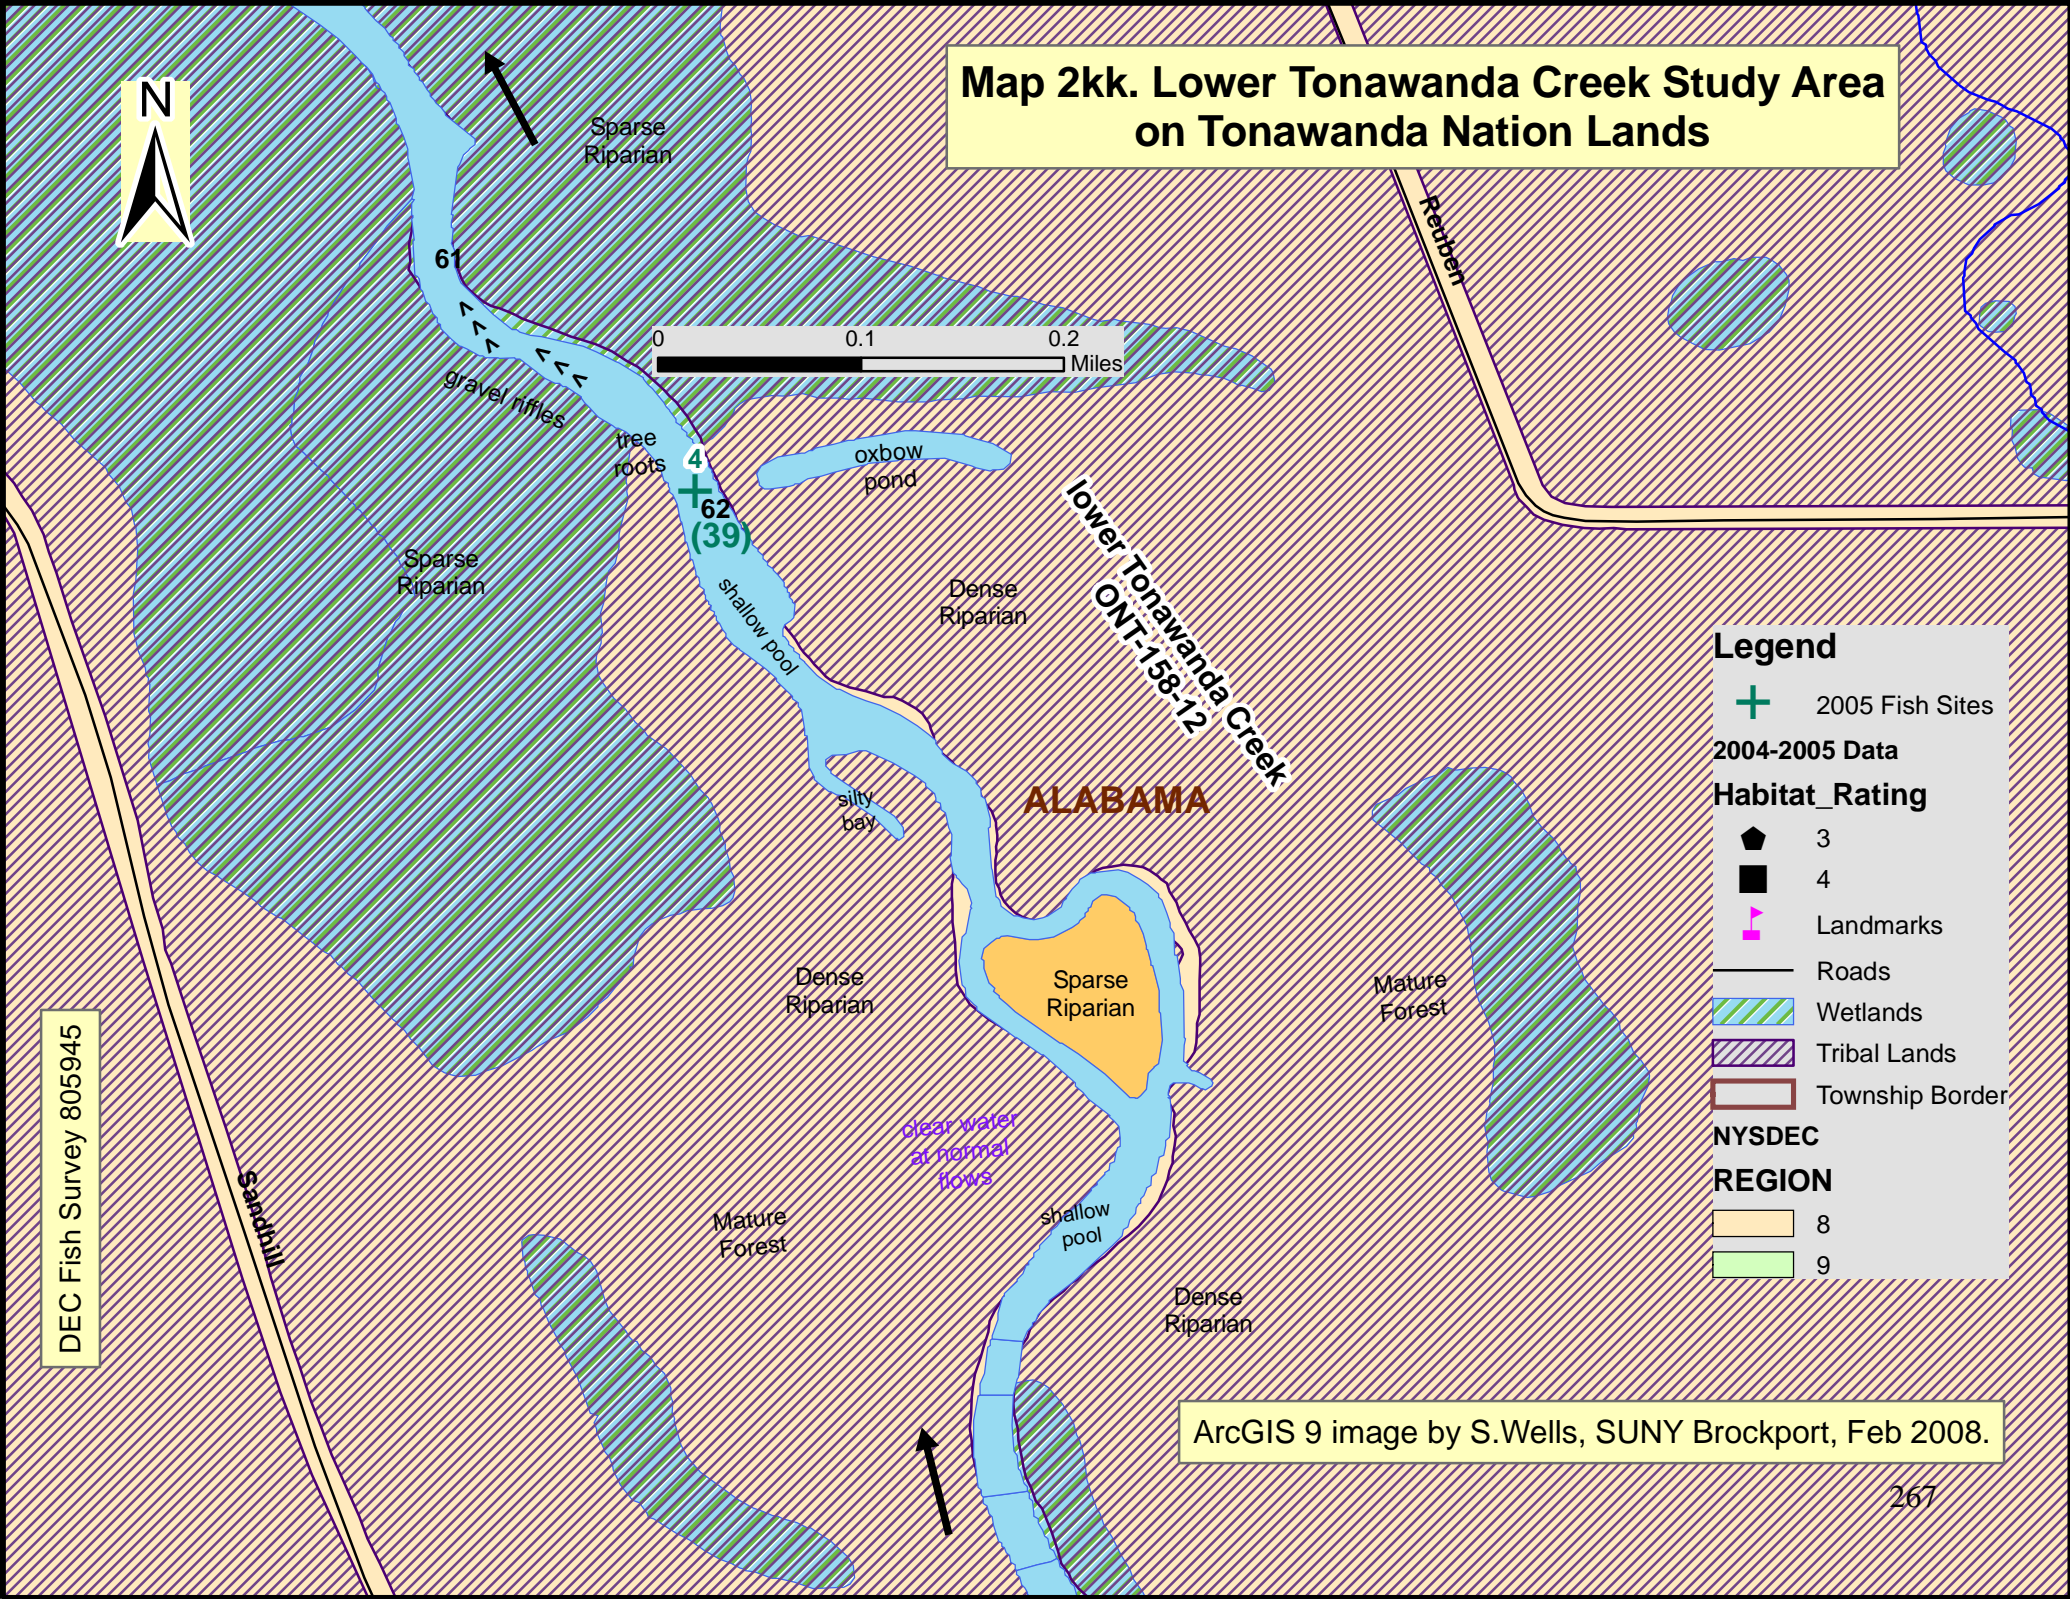 Map 2kk. Lower Tonawanda Creek Study Area
on Tonawanda Nation Lands
N
Sparse
Riparian
Reuben
61
0 0.1 0.2
Miles
gravel riffles
tree
roots
4
62
(39)
oxbow
pond
Sparse
Riparian
shallow pool
Dense
Riparian
lower Tonawanda Creek
ONT-158-12
silty
bay
ALABAMA
Dense
Riparian
Sparse
Riparian
Mature
Forest
clear water
at normal
flows
Mature
Forest
shallow
pool
Dense
Riparian
Sandhill
DEC Fish Survey 805945
Legend
2005 Fish Sites
2004-2005 Data
Habitat_Rating
3
4
Landmarks
Roads
Wetlands
Tribal Lands
Township Border
NYSDEC
REGION
8
9
ArcGIS 9 image by S.Wells, SUNY Brockport, Feb 2008.
267